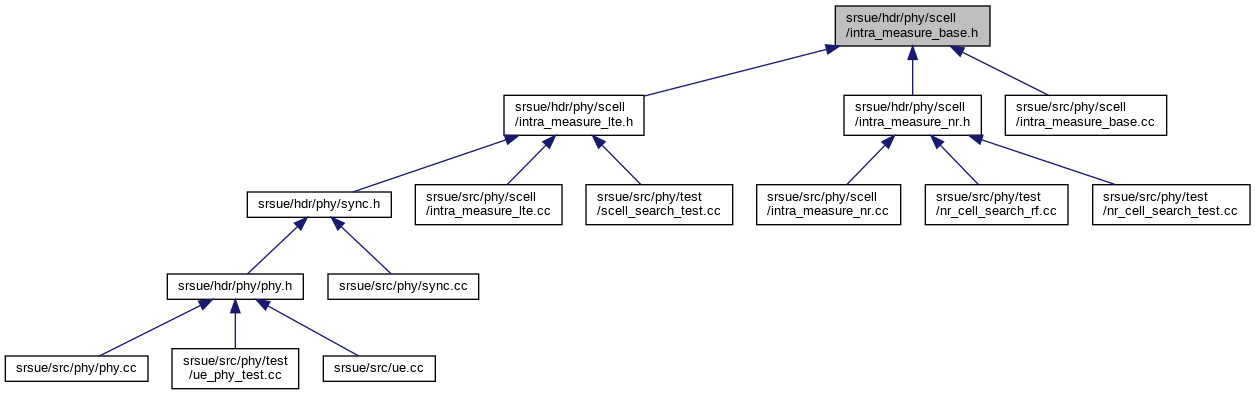 srsue/hdr/phy/scell
/intra_measure_base.h
srsue/hdr/phy/scell
/intra_measure_lte.h
srsue/hdr/phy/scell
/intra_measure_nr.h
srsue/src/phy/scell
/intra_measure_base.cc
srsue/hdr/phy/sync.h
srsue/src/phy/scell
/intra_measure_lte.cc
srsue/src/phy/test
/scell_search_test.cc
srsue/src/phy/scell
/intra_measure_nr.cc
srsue/src/phy/test
/nr_cell_search_rf.cc
srsue/src/phy/test
/nr_cell_search_test.cc
srsue/hdr/phy/phy.h
srsue/src/phy/sync.cc
srsue/src/phy/phy.cc
srsue/src/phy/test
/ue_phy_test.cc
srsue/src/ue.cc